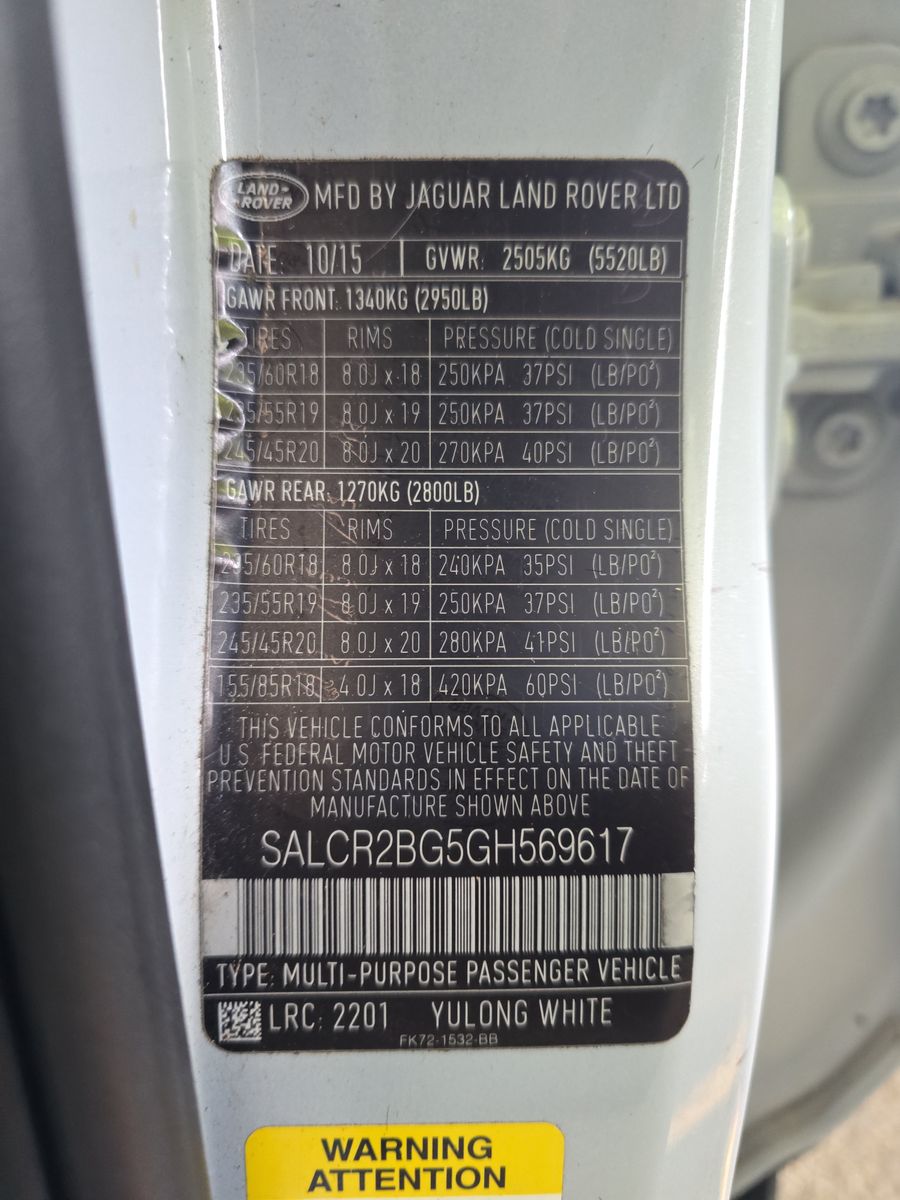 LAND-
-ROVER
MFD BY JAGUAR LAND ROVER LTD
DATE: 10/15 GVWR: 2505KG (5520LB)
GAWR FRONT: 1340KG (2950LB)
TIRES RIMS PRESSURE (COLD SINGLE)
235/60R18 8.0J x 18 250KPA 37PSI (LB/PO²)
235/55R19 8.0J x 19 250KPA 37PSI (LB/PO²)
245/45R20 8.0J x 20 270KPA 40PSI (LB/PO²)
GAWR REAR: 1270KG (2800LB)
TIRES RIMS PRESSURE (COLD SINGLE)
235/60R18 8.0J x 18 240KPA 35PSI (LB/PO²)
235/55R19 8.0J x 19 250KPA 37PSI (LB/PO²)
245/45R20 8.0J x 20 280KPA 41PSI (LB/PO²)
155/85R18 4.0J x 18 420KPA 60PSI (LB/PO²)
THIS VEHICLE CONFORMS TO ALL APPLICABLE
U.S. FEDERAL MOTOR VEHICLE SAFETY AND THEFT
PREVENTION STANDARDS IN EFFECT ON THE DATE OF
MANUFACTURE SHOWN ABOVE
SALCR2BG5GH569617
TYPE: MULTI-PURPOSE PASSENGER VEHICLE
LRC: 2201 YULONG WHITE
FK72-1532-BB
WARNING
ATTENTION